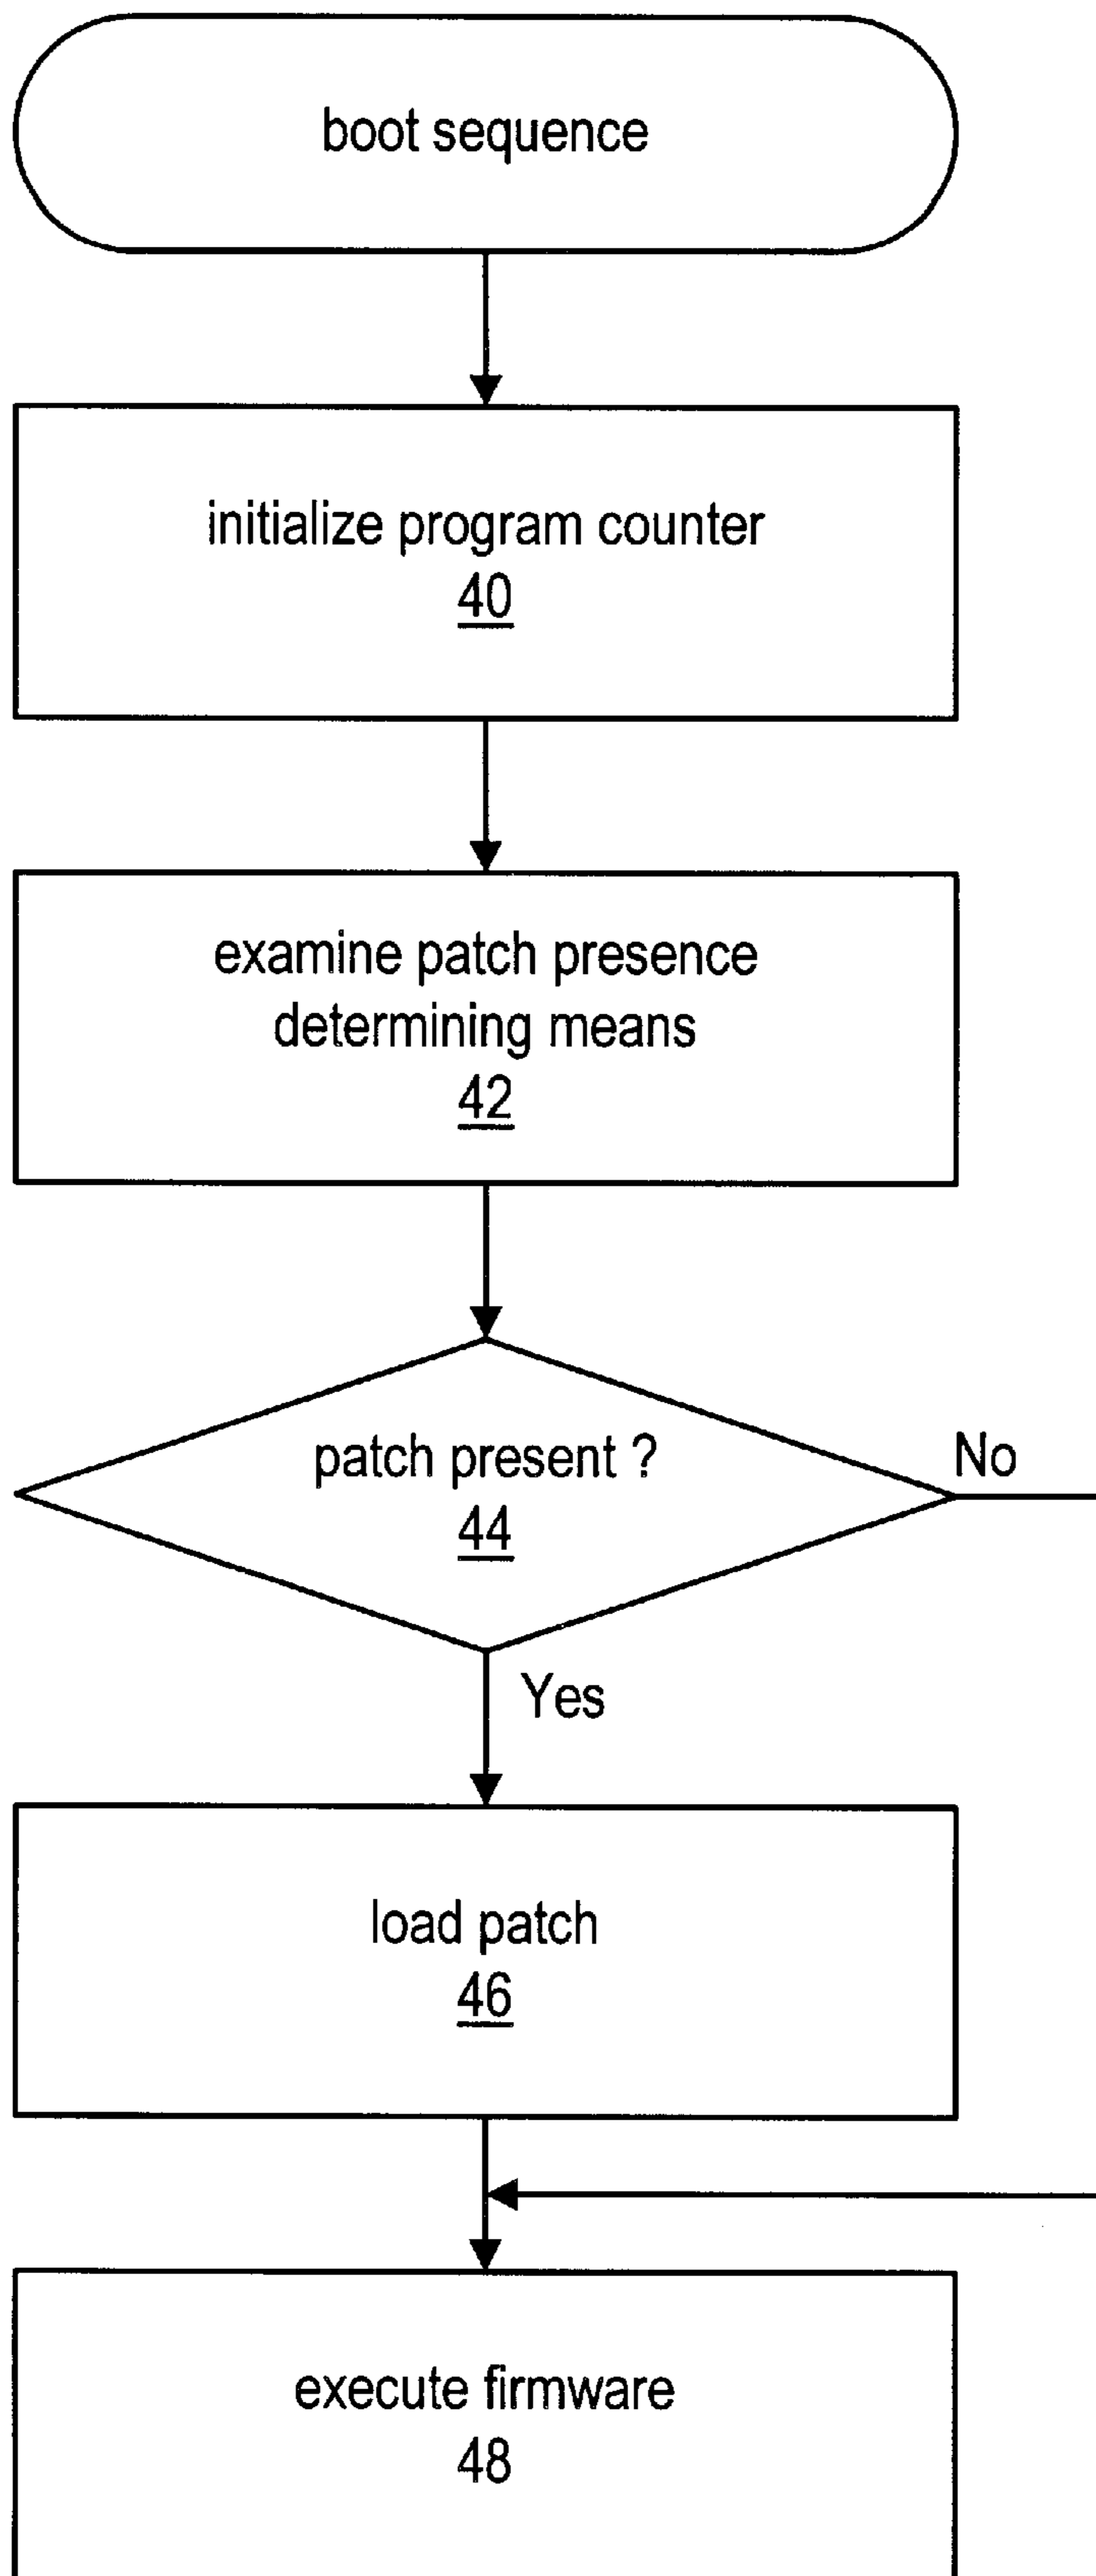 boot sequence
initialize program counter
40
examine patch presence
determining means
42
patch present ?
44
No
Yes
load patch
46
execute firmware
48